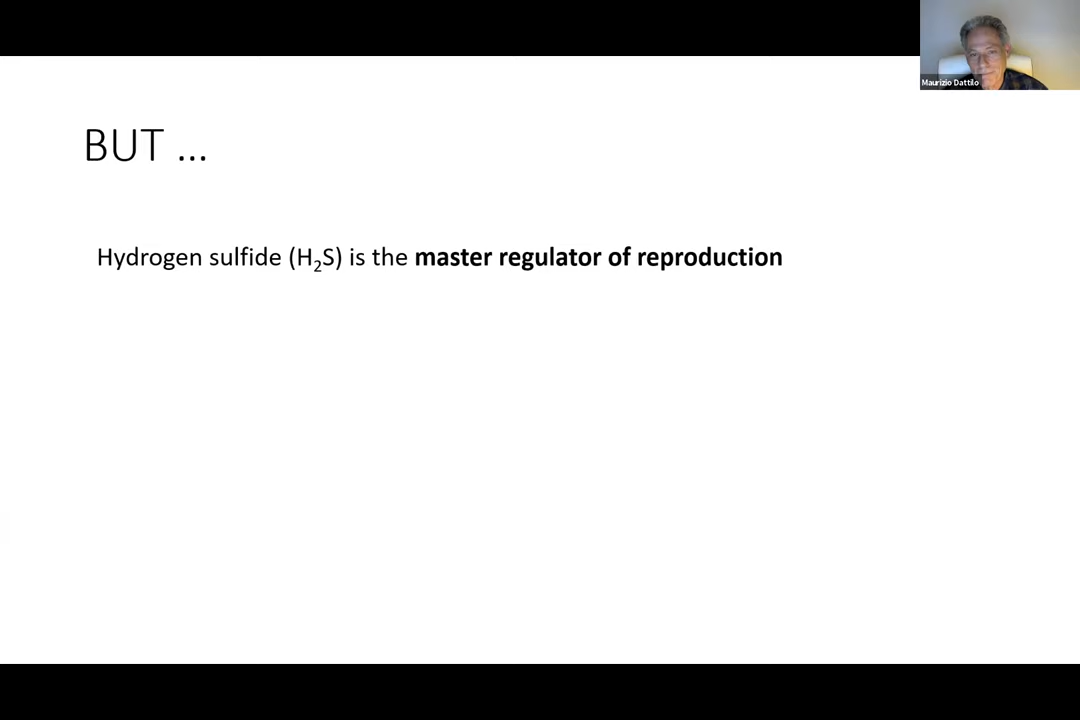 Maurizio Dattilo
BUT ...
Hydrogen sulfide (H₂S) is the master regulator of reproduction